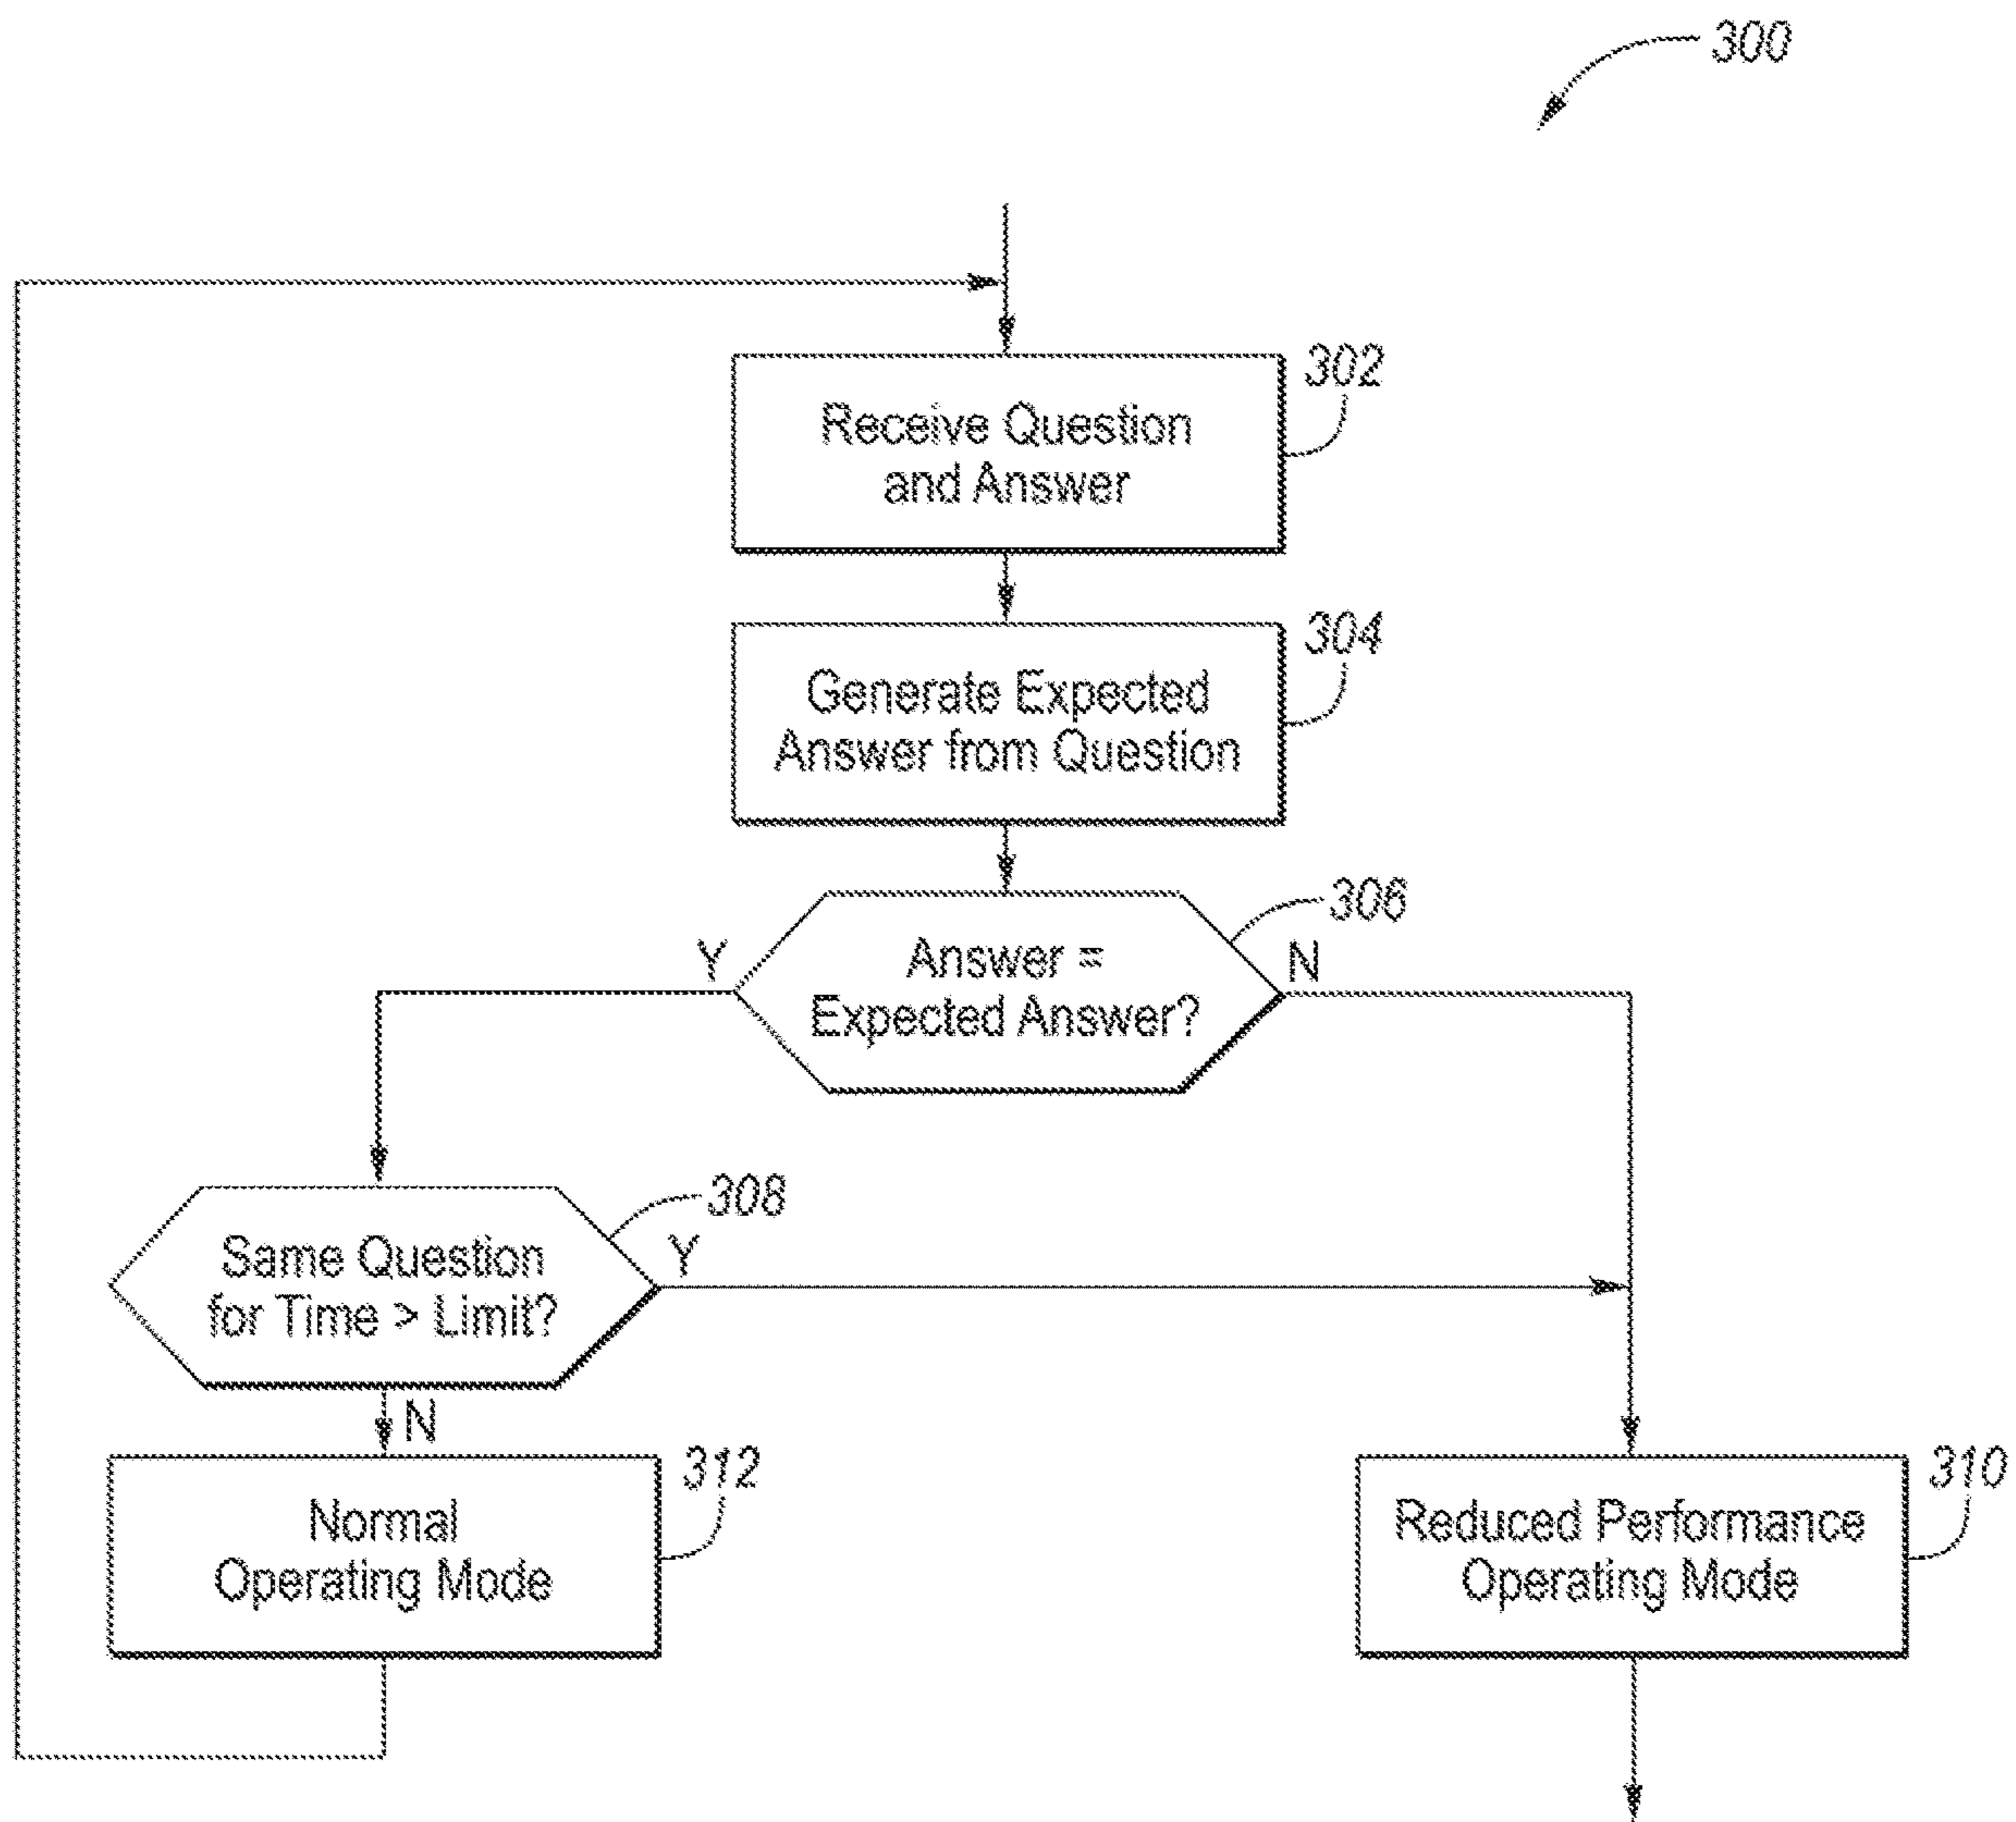 300
302
Receive Question
and Answer
304
Generate Expected
Answer from Question
306
Y
Answer =
Expected Answer?
N
308
Same Question
for Time > Limit?
Y
N
312
Normal
Operating Mode
310
Reduced Performance
Operating Mode